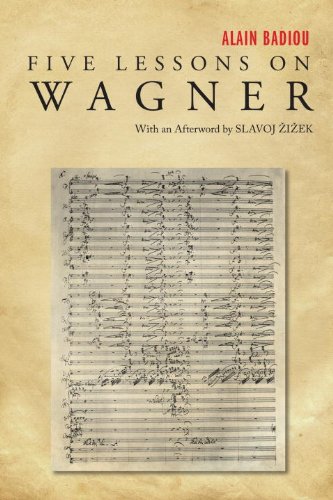 ALAIN BADIOU
FIVE LESSONS ON
WAGNER
With an Afterword by SLAVOJ ŽIŽEK